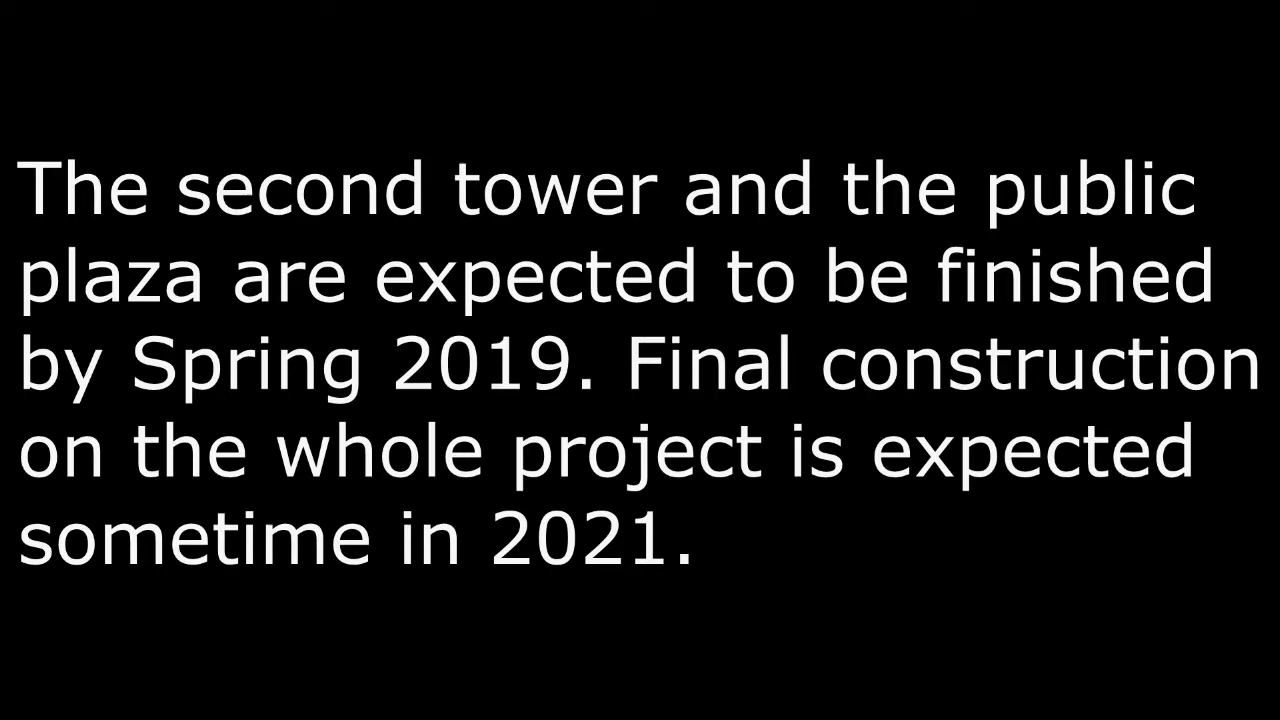 The second tower and the public
plaza are expected to be finished
by Spring 2019. Final construction
on the whole project is expected
sometime in 2021.